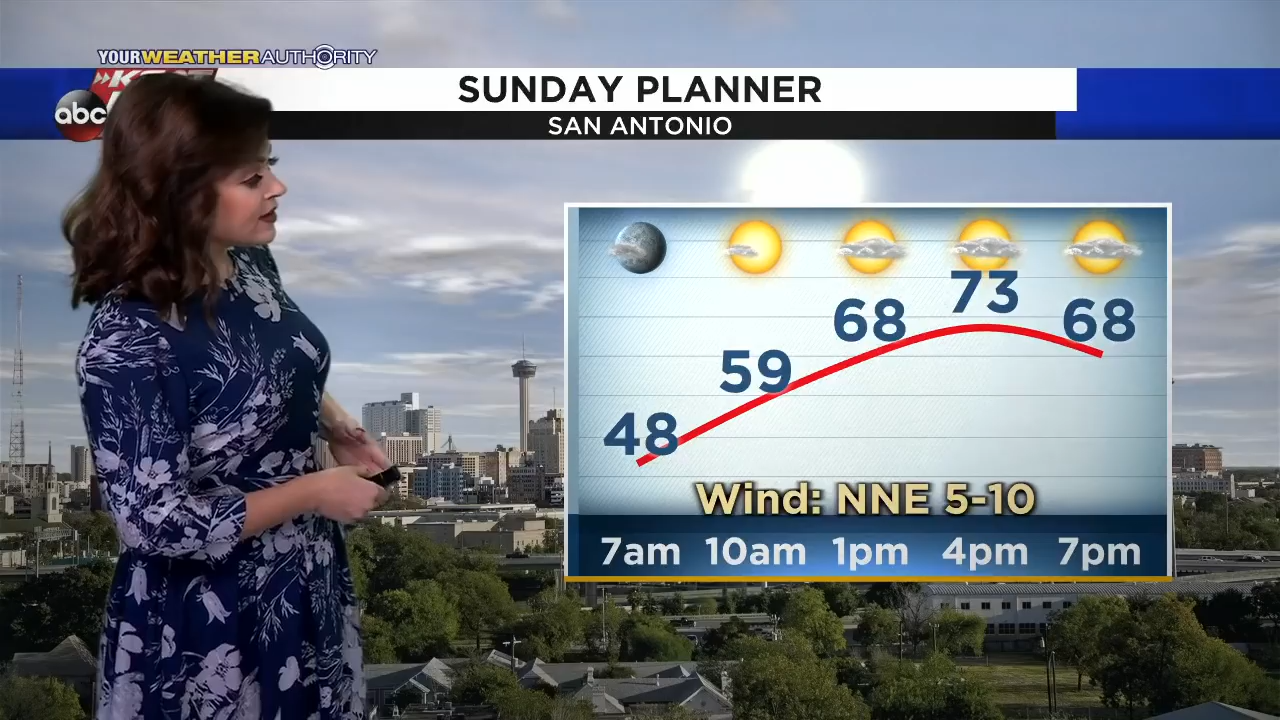 YOURWEATHERAUTHORITY
abc
SUNDAY PLANNER
SAN ANTONIO
48 59 68 73 68
Wind: NNE 5-10
7am 10am 1pm 4pm 7pm